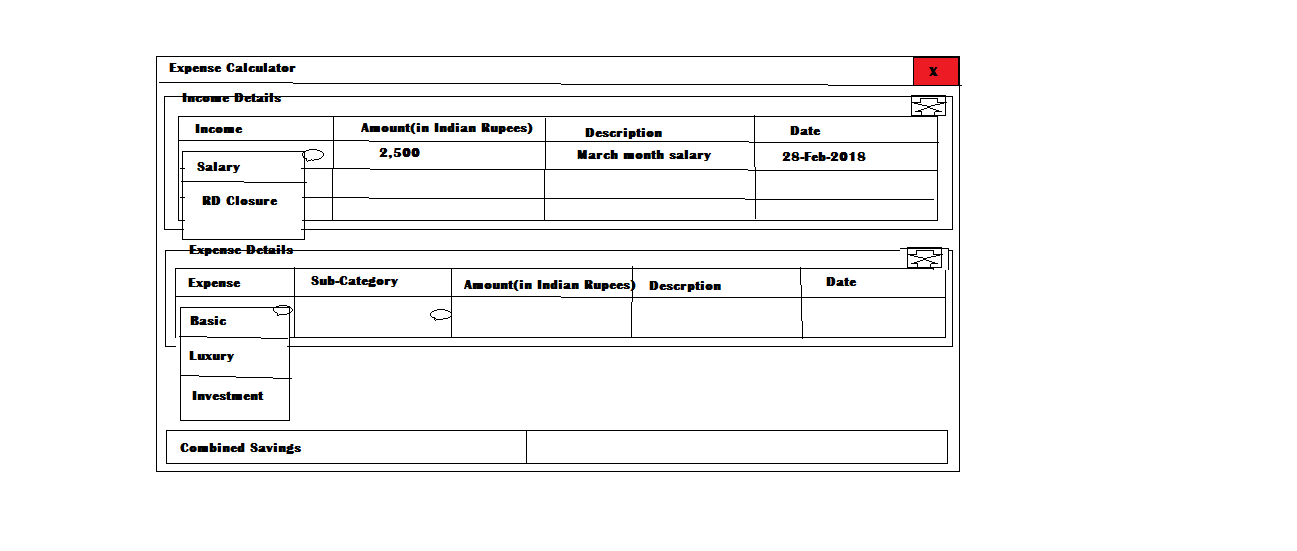 Expense Calculator
X
Income Details
Income Amount(in Indian Rupees) Description Date
Salary 2,500 March month salary 28-Feb-2018
RD Closure
Expense Details
Expense Sub-Category Amount(in Indian Rupees) Descrption Date
Basic
Luxury
Investment
Combined Savings